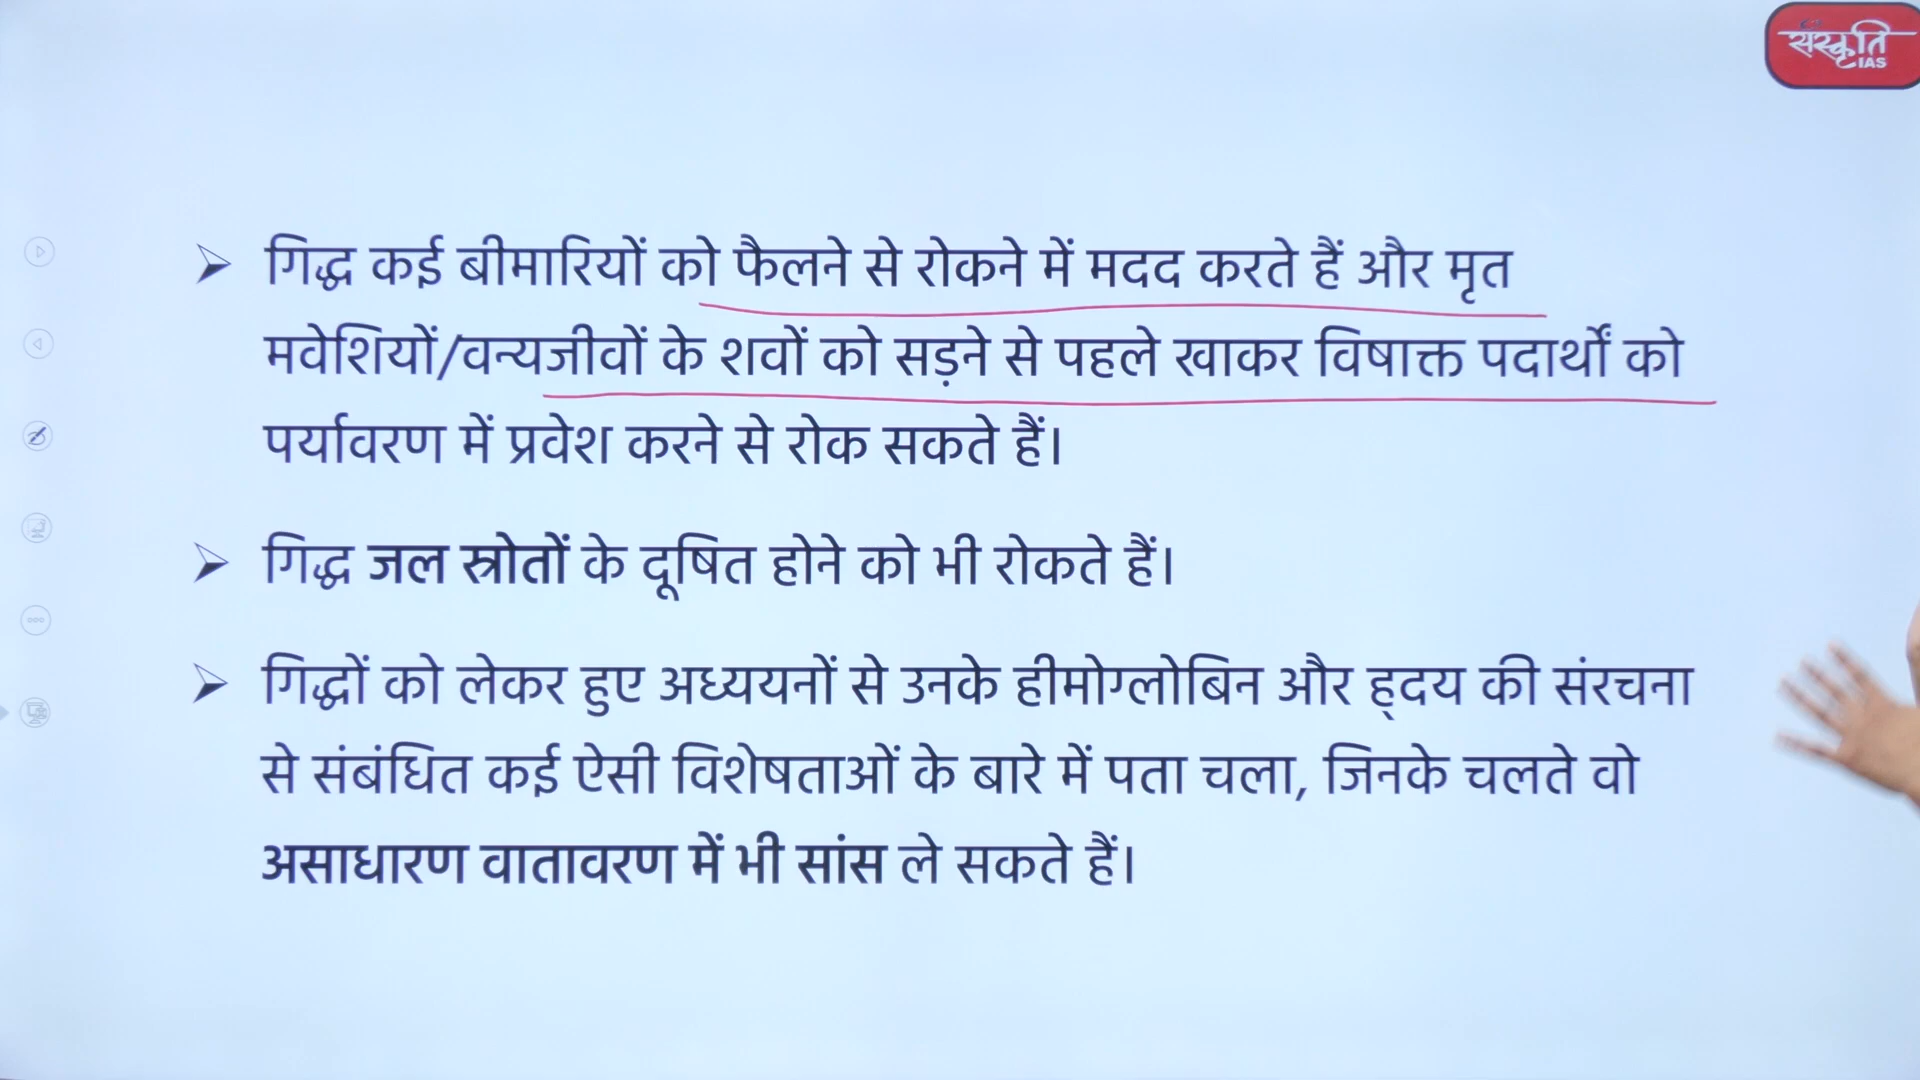 संस्कृति
IAS
गिद्ध कई बीमारियों को फैलने से रोकने में मदद करते हैं और मृत
मवेशियों/वन्यजीवों के शवों को सड़ने से पहले खाकर विषाक्त पदार्थों को
पर्यावरण में प्रवेश करने से रोक सकते हैं।
गिद्ध जल स्रोतों के दूषित होने को भी रोकते हैं।
गिद्धों को लेकर हुए अध्ययनों से उनके हीमोग्लोबिन और ह्दय की संरचना
से संबंधित कई ऐसी विशेषताओं के बारे में पता चला, जिनके चलते वो
असाधारण वातावरण में भी सांस ले सकते हैं।